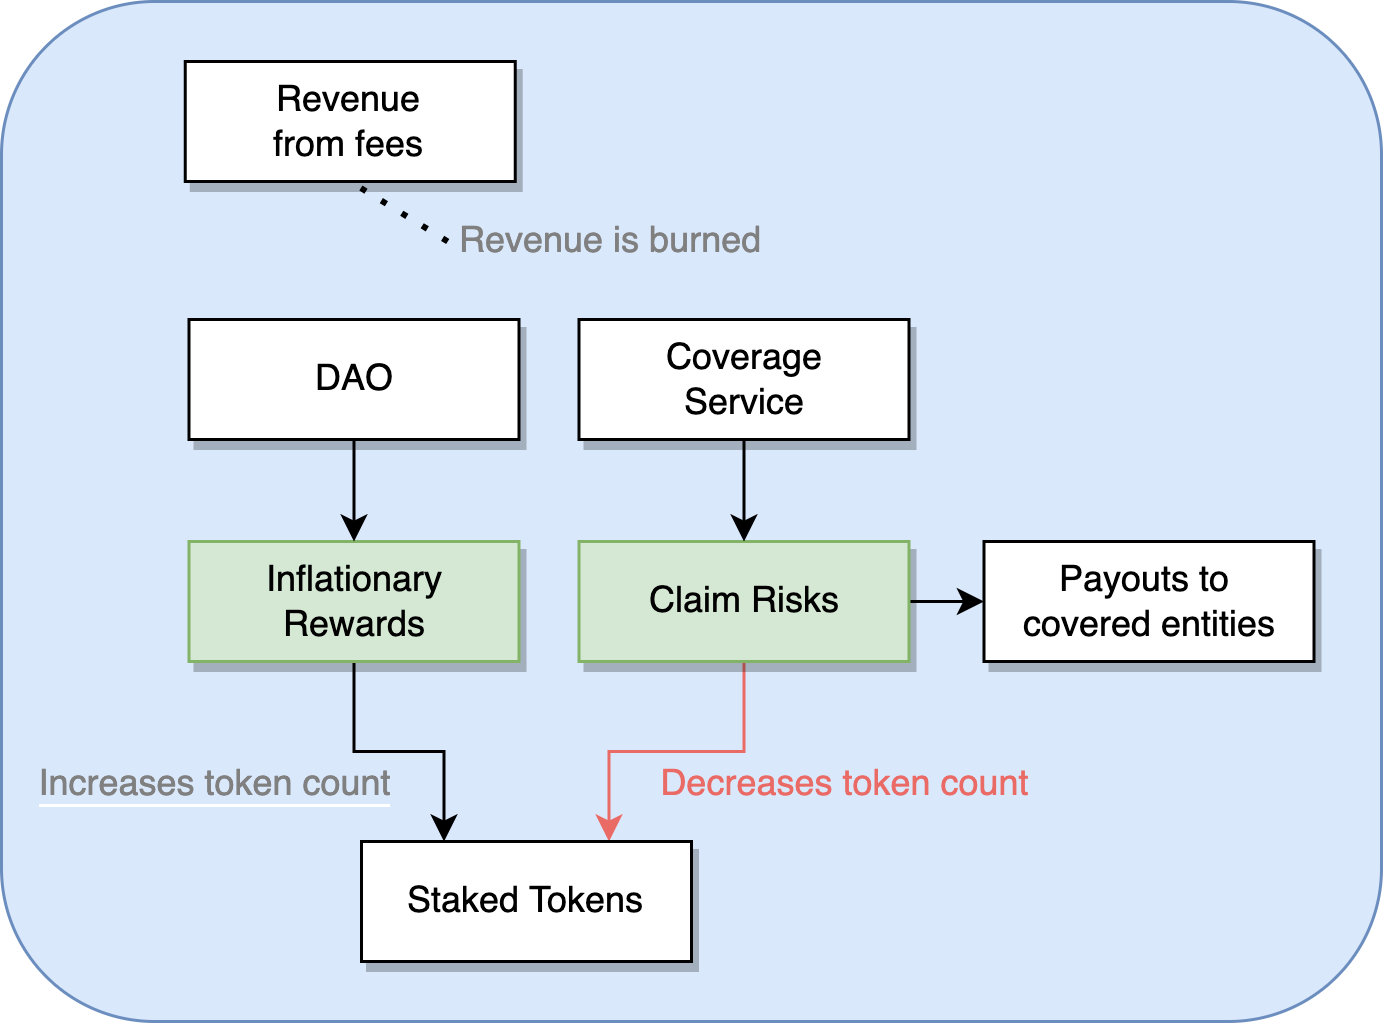 Revenue
from fees
Revenue is burned
DAO
Coverage
Service
Inflationary
Rewards
Claim Risks
Payouts to
covered entities
Increases token count
Decreases token count
Staked Tokens